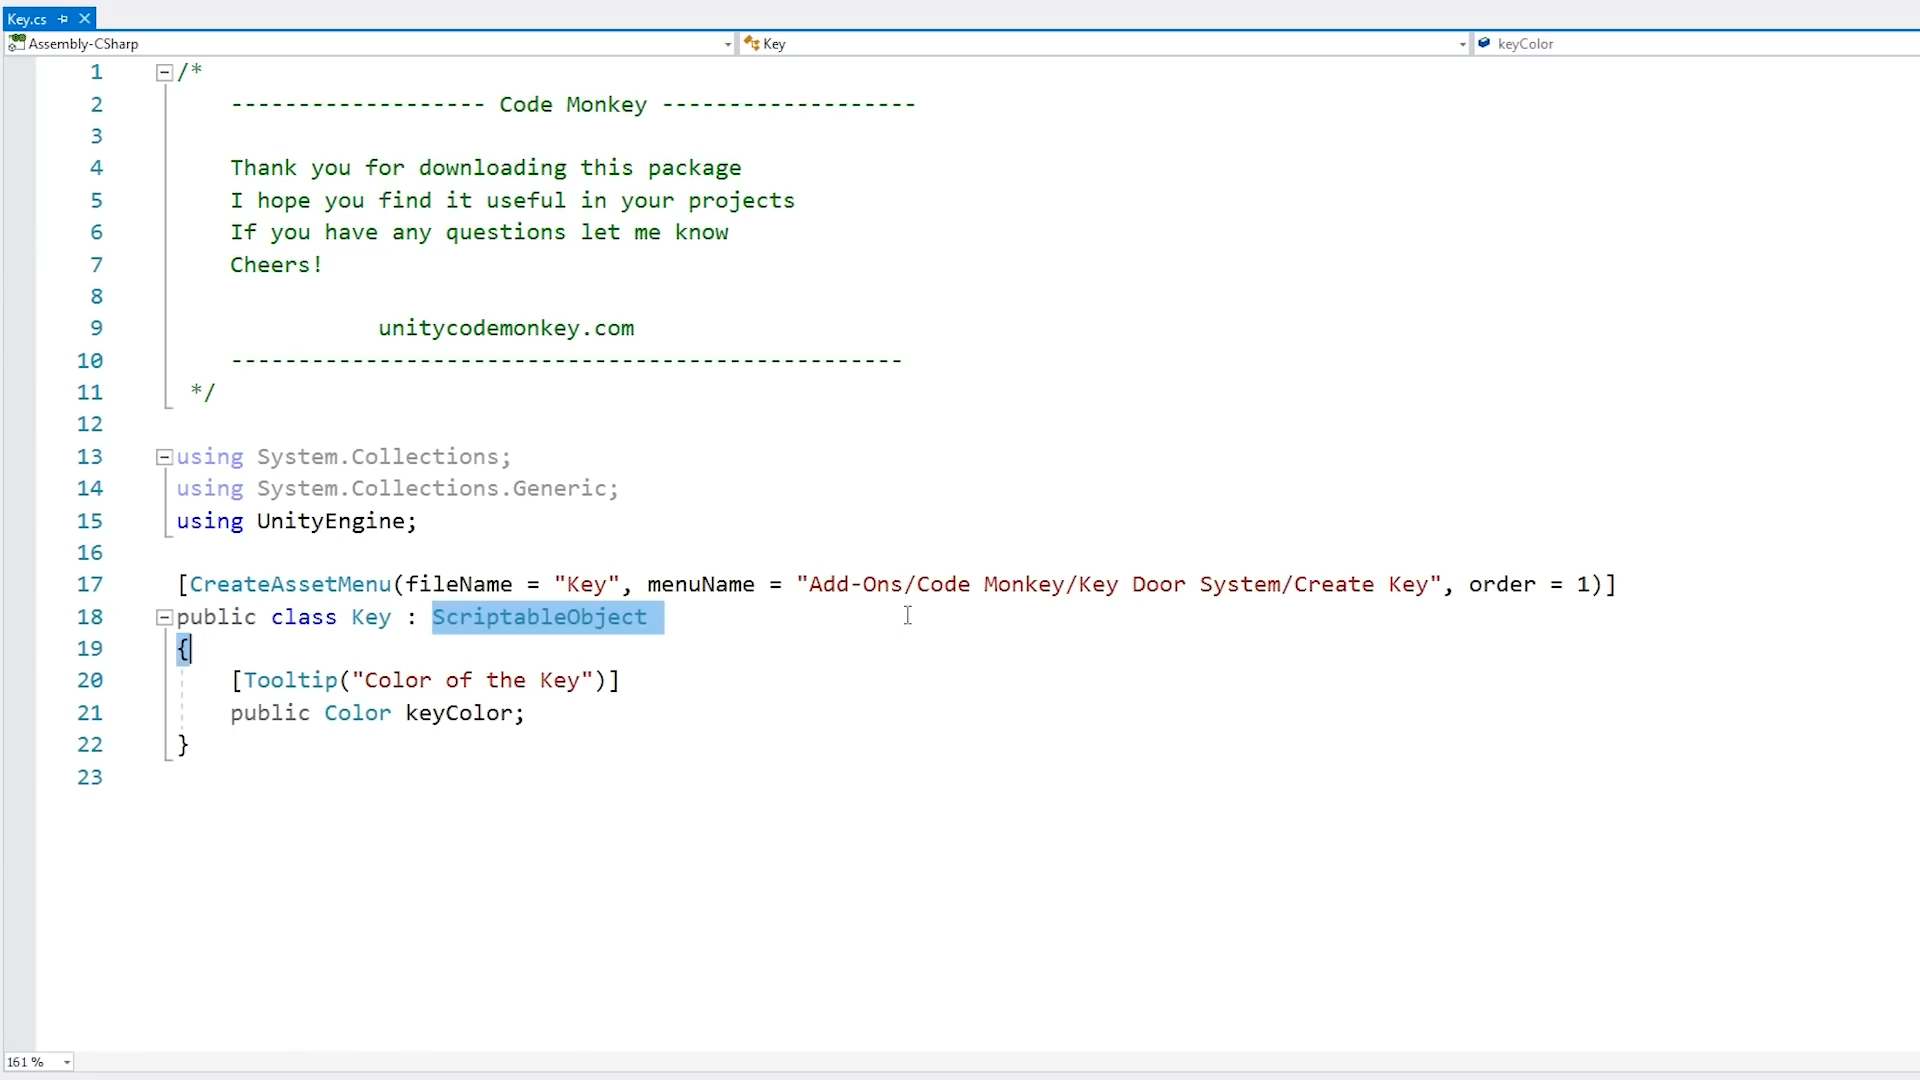 Key.cs
Assembly-CSharp Key keyColor
1 /*
2 ------------------- Code Monkey -------------------
3
4 Thank you for downloading this package
5 I hope you find it useful in your projects
6 If you have any questions let me know
7 Cheers!
8
9 unitycodemonkey.com
10 --------------------------------------------------
11 */
12
13 using System.Collections;
14 using System.Collections.Generic;
15 using UnityEngine;
16
17 [CreateAssetMenu(fileName = "Key", menuName = "Add-Ons/Code Monkey/Key Door System/Create Key", order = 1)]
18 public class Key : ScriptableObject
19 {
20 [Tooltip("Color of the Key")]
21 public Color keyColor;
22 }
23
161 %